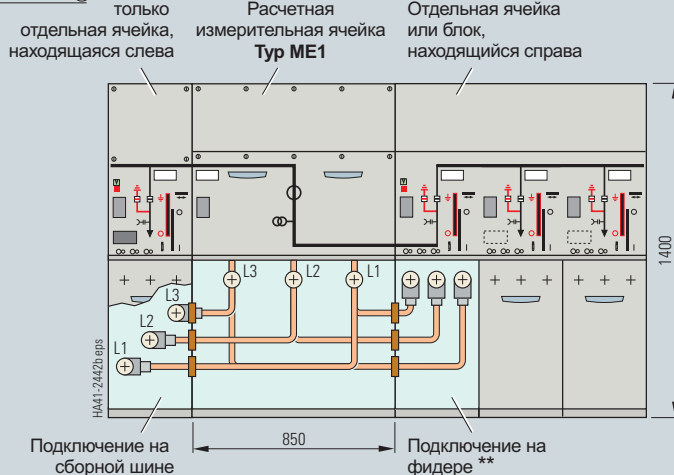 только
отдельная ячейка,
находящаяся слева
Расчетная
измерительная ячейка
Typ ME1
Отдельная ячейка
или блок,
находящийся справа
1400
L3
L2
L1
L3
L2
L1
HA41-2442b eps
850
Подключение на
сборной шине
Подключение на
фидере **